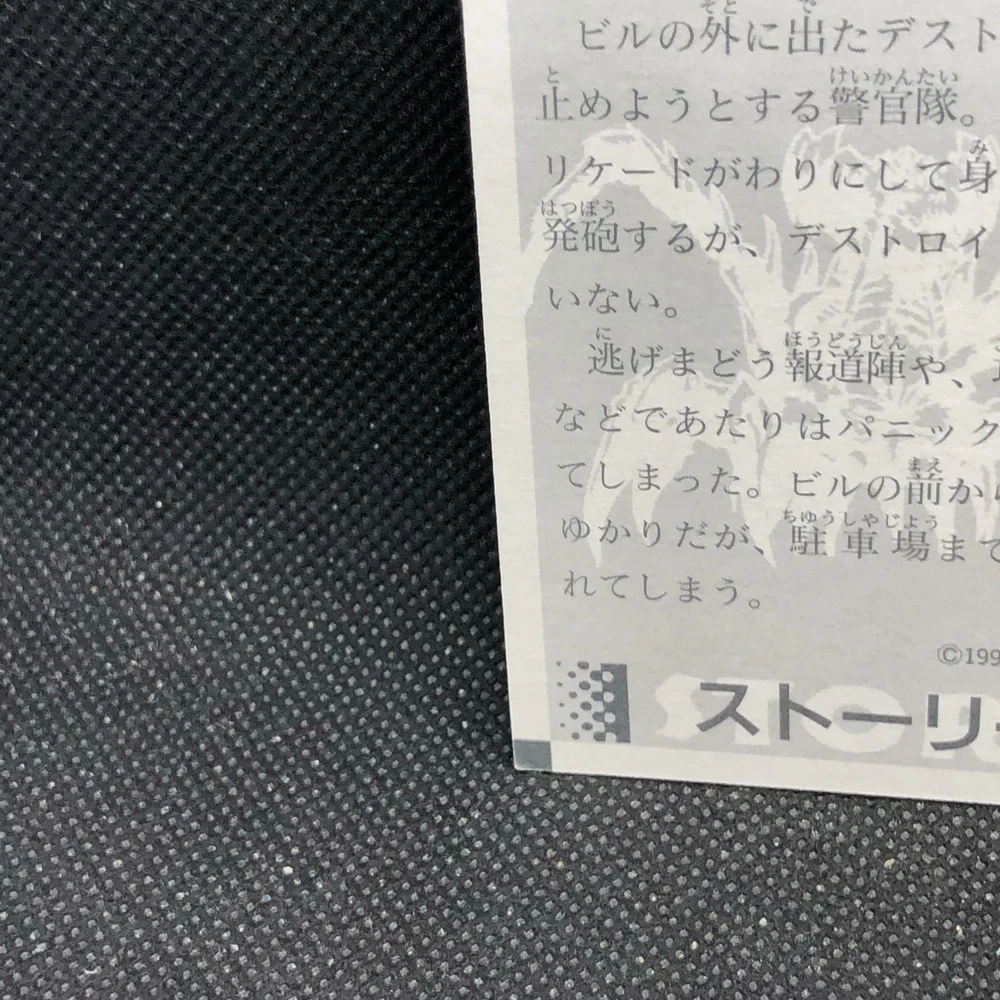 ビルの外に出たデスト
止めようとする警官隊。
リケードがわりにして身
発砲するが、デストロイ
いない。
逃げまどう報道陣や、
などであたりはパニック
てしまった。ビルの前か
ゆかりだが、駐車場まで
れてしまう。
©199
ストーリ